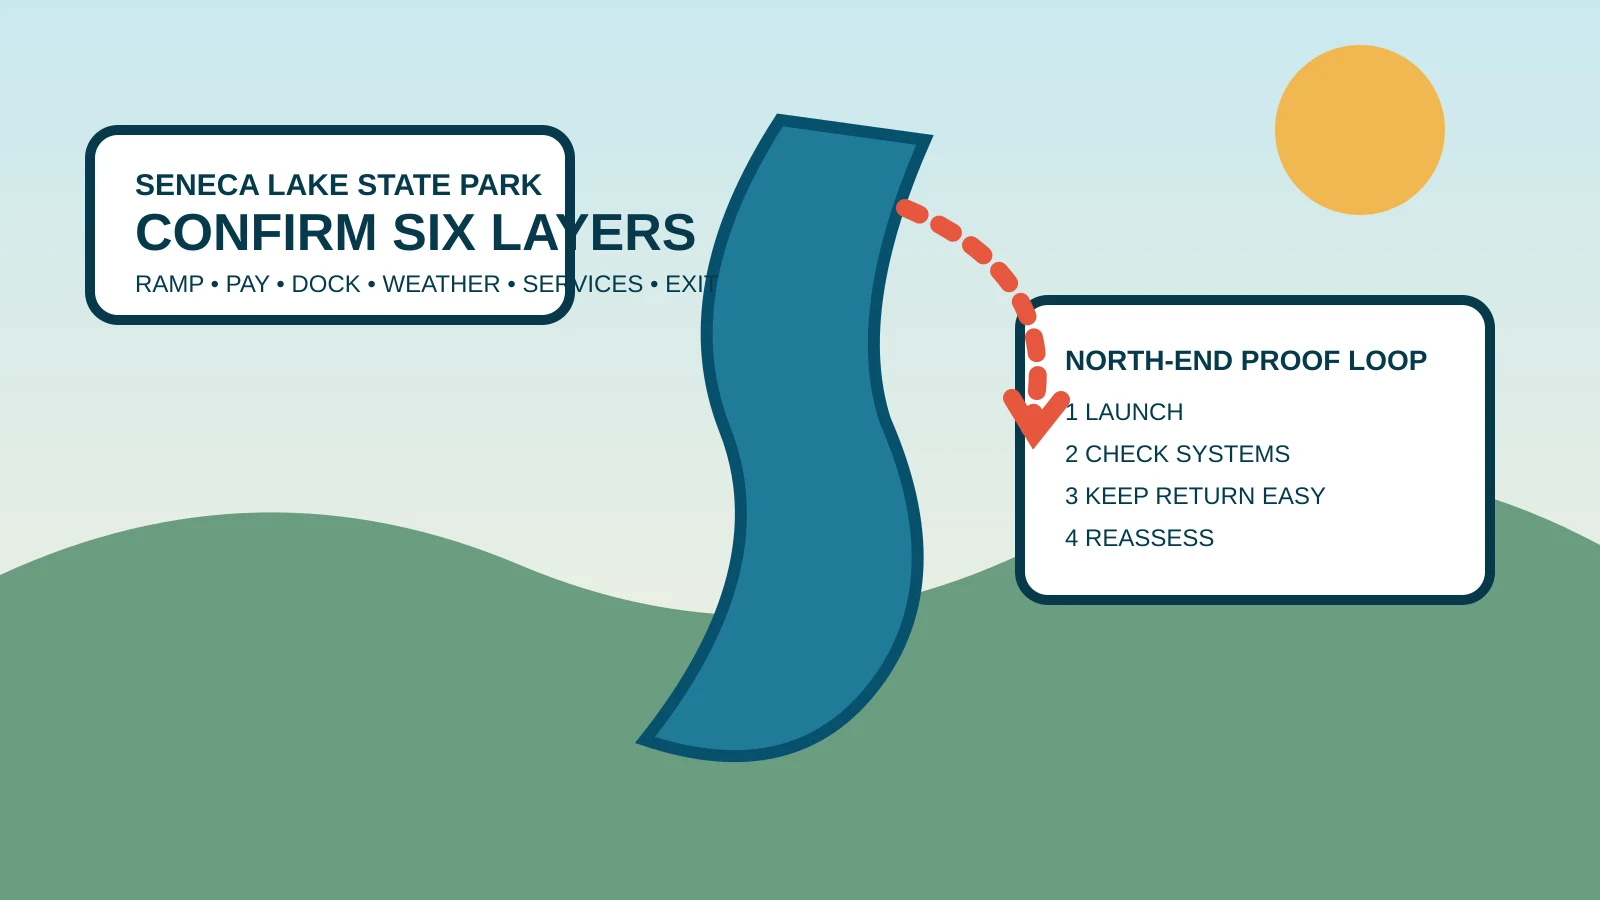 SENECA LAKE STATE PARK
CONFIRM SIX LAYERS
RAMP • PAY • DOCK • WEATHER • SERVICES • EXIT
NORTH-END PROOF LOOP
1 LAUNCH
2 CHECK SYSTEMS
3 KEEP RETURN EASY
4 REASSESS